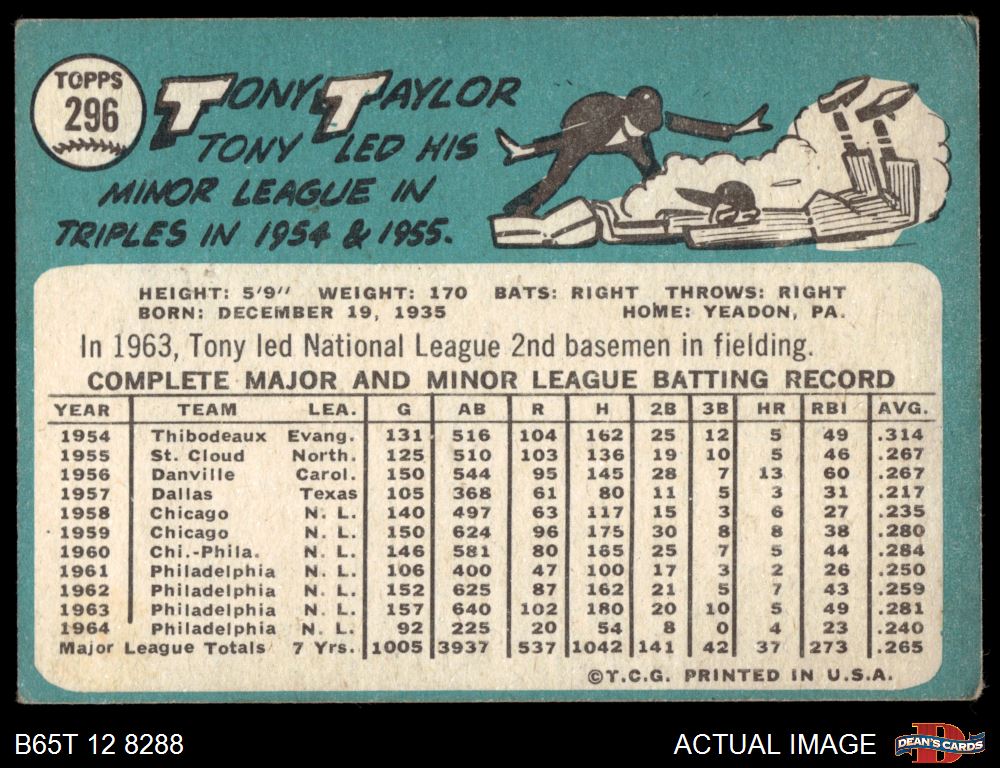 TOPPS
296
TONY TAYLOR
TONY LED HIS
MINOR LEAGUE IN
TRIPLES IN 1954 & 1955.
HEIGHT: 5'9" WEIGHT: 170 BATS: RIGHT THROWS: RIGHT
BORN: DECEMBER 19, 1935 HOME: YEADON, PA.
In 1963, Tony led National League 2nd basemen in fielding.
COMPLETE MAJOR AND MINOR LEAGUE BATTING RECORD
YEAR TEAM LEA. G AB R H 2B 3B HR RBI AVG.
1954 Thibodeaux Evang. 131 516 104 162 25 12 5 49 .314
1955 St. Cloud North. 125 510 103 136 19 10 5 46 .267
1956 Danville Carol. 150 544 95 145 28 7 13 60 .267
1957 Dallas Texas 105 368 61 80 11 5 3 31 .217
1958 Chicago N. L. 140 497 63 117 15 3 6 27 .235
1959 Chicago N. L. 150 624 96 175 30 8 8 38 .280
1960 Chi.-Phila. N. L. 146 581 80 165 25 7 5 44 .284
1961 Philadelphia N. L. 106 400 47 100 17 3 2 26 .250
1962 Philadelphia N. L. 152 625 87 162 21 5 7 43 .259
1963 Philadelphia N. L. 157 640 102 180 20 10 5 49 .281
1964 Philadelphia N. L. 92 225 20 54 8 0 4 23 .240
Major League Totals 7 Yrs. 1005 3937 537 1042 141 42 37 273 .265
©T.C.G. PRINTED IN U.S.A.
B65T 12 8288 ACTUAL IMAGE
D
DEAN'S CARDS